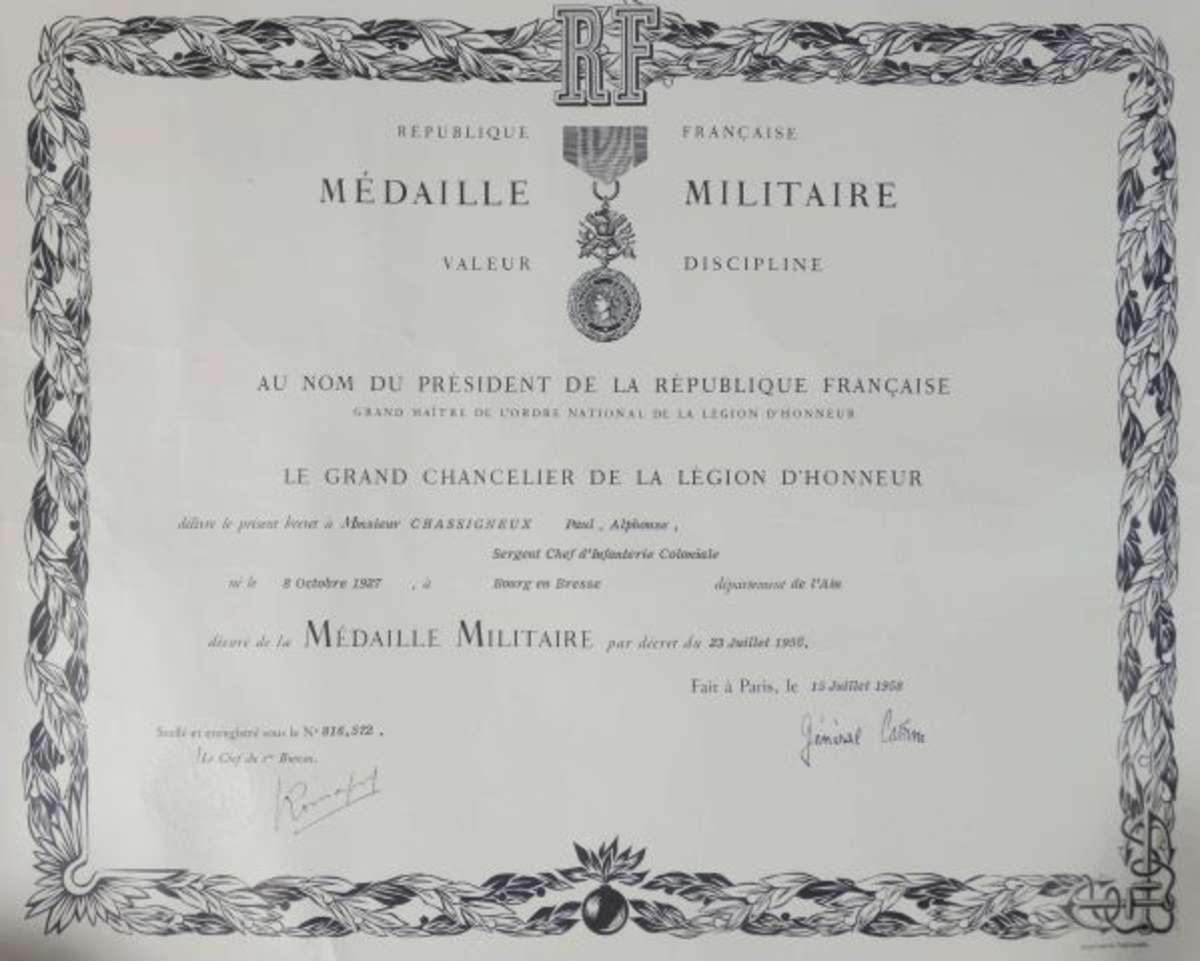 RF
RÉPUBLIQUE FRANÇAISE
MÉDAILLE MILITAIRE
VALEUR DISCIPLINE
AU NOM DU PRÉSIDENT DE LA RÉPUBLIQUE FRANÇAISE
GRAND MAÎTRE DE L'ORDRE NATIONAL DE LA LÉGION D'HONNEUR
LE GRAND CHANCELIER DE LA LÉGION D'HONNEUR
délivre le présent brevet à Monsieur CHASSIGNEUX Paul, Alphonse,
Sergent Chef d'Infanterie Coloniale
né le 8 Octobre 1927, à Bourg en Bresse département de l'Ain
décoré de la MÉDAILLE MILITAIRE par décret du 23 Juillet
Fait à Paris, le 15 Juillet 1958
Scellé et enregistré sous le N° 816,572.
Le Chef du 1er Bureau.
Général Catroux